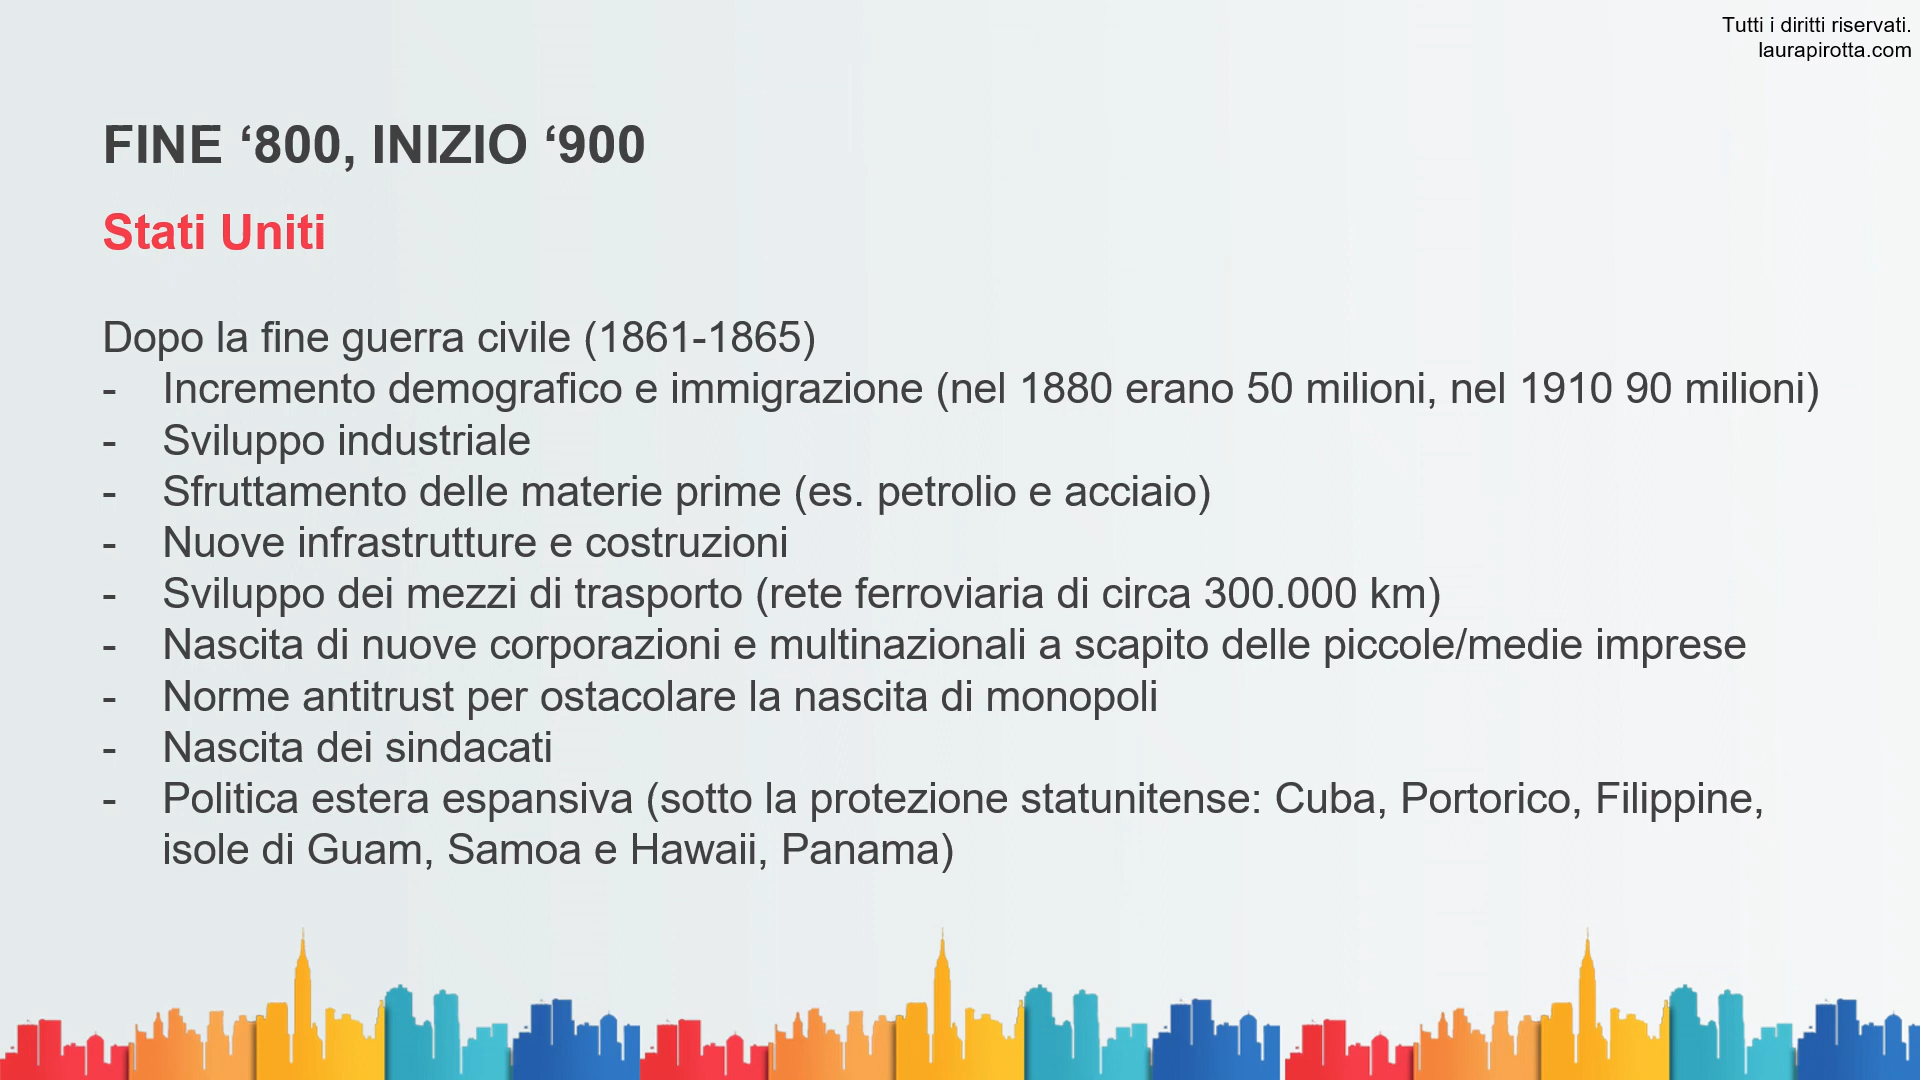 Tutti i diritti riservati.
laurapirotta.com
FINE ‘800, INIZIO ‘900
Stati Uniti
Dopo la fine guerra civile (1861-1865)
- Incremento demografico e immigrazione (nel 1880 erano 50 milioni, nel 1910 90 milioni)
- Sviluppo industriale
- Sfruttamento delle materie prime (es. petrolio e acciaio)
- Nuove infrastrutture e costruzioni
- Sviluppo dei mezzi di trasporto (rete ferroviaria di circa 300.000 km)
- Nascita di nuove corporazioni e multinazionali a scapito delle piccole/medie imprese
- Norme antitrust per ostacolare la nascita di monopoli
- Nascita dei sindacati
- Politica estera espansiva (sotto la protezione statunitense: Cuba, Portorico, Filippine,
isole di Guam, Samoa e Hawaii, Panama)